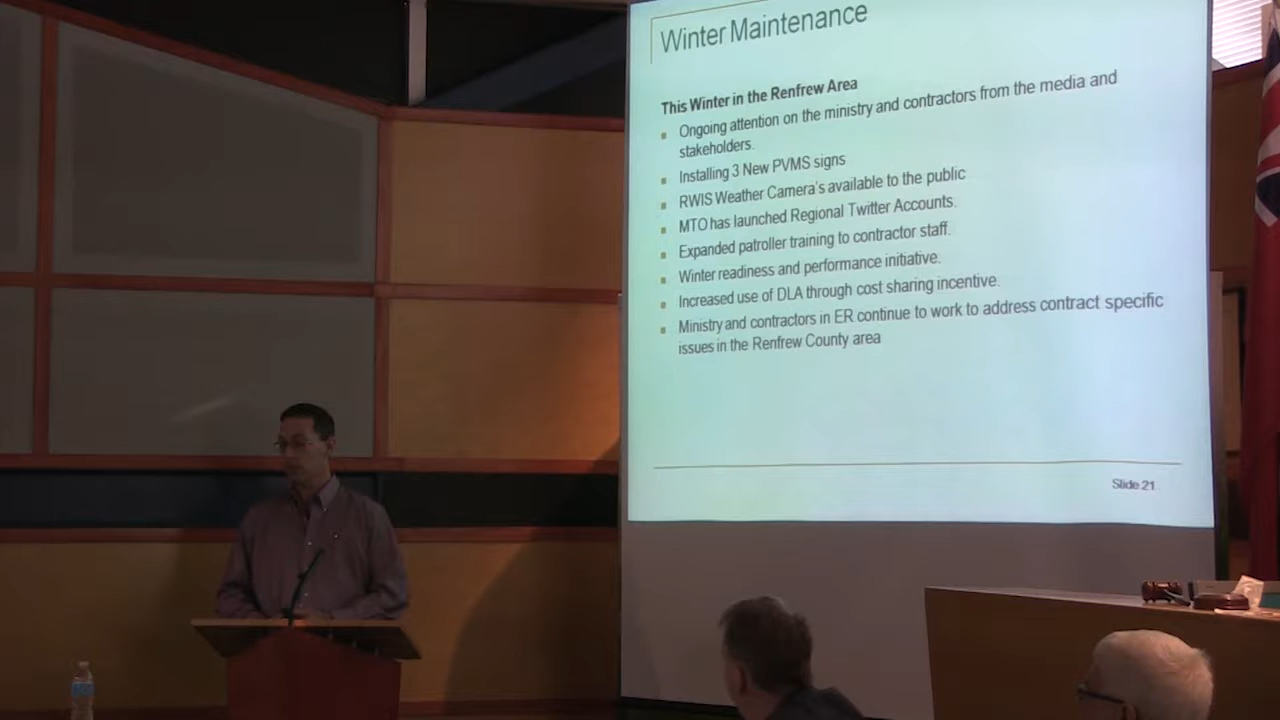 Winter Maintenance
This Winter in the Renfrew Area
Ongoing attention on the ministry and contractors from the media and
stakeholders.
Installing 3 New PVMS signs
RWIS Weather Camera's available to the public
MTO has launched Regional Twitter Accounts.
Expanded patroller training to contractor staff.
Winter readiness and performance initiative.
Increased use of DLA through cost sharing incentive.
Ministry and contractors in ER continue to work to address contract specific
issues in the Renfrew County area
Slide 21